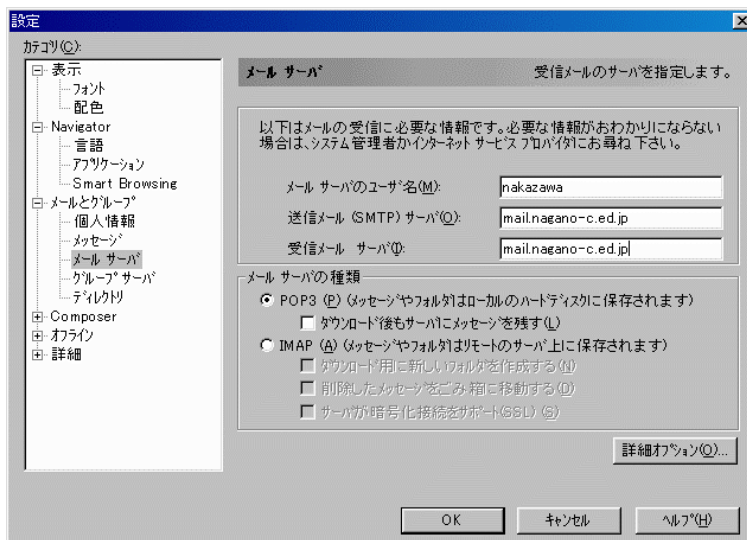 設定
カテゴリ(C):
表示
フォント
配色
Navigator
言語
アプリケーション
Smart Browsing
メールとグループ
個人情報
メッセージ
メール サーバ
グループ サーバ
ディレクトリ
Composer
オフライン
詳細
メール サーバ
受信メールのサーバを指定します。
以下はメールの受信に必要な情報です。必要な情報がおわかりにならない
場合は、システム管理者かインターネット サービス プロバイダにお尋ね下さい。
メール サーバのユーザ名(M):
nakazawa
送信メール (SMTP) サーバ(O):
mail.nagano-c.ed.jp
受信メール サーバ(I):
mail.nagano-c.ed.jp
メール サーバの種類
POP3 (P) (メッセージやフォルダはローカルのハードディスクに保存されます)
ダウンロード後もサーバにメッセージを残す(L)
IMAP (A) (メッセージやフォルダはリモートのサーバ上に保存されます)
ダウンロード用に新しいフォルダを作成する(N)
削除したメッセージをごみ箱に移動する(D)
サーバが暗号化接続をサポート(SSL) (S)
詳細オプション(O)...
OK
キャンセル
ヘルプ(H)